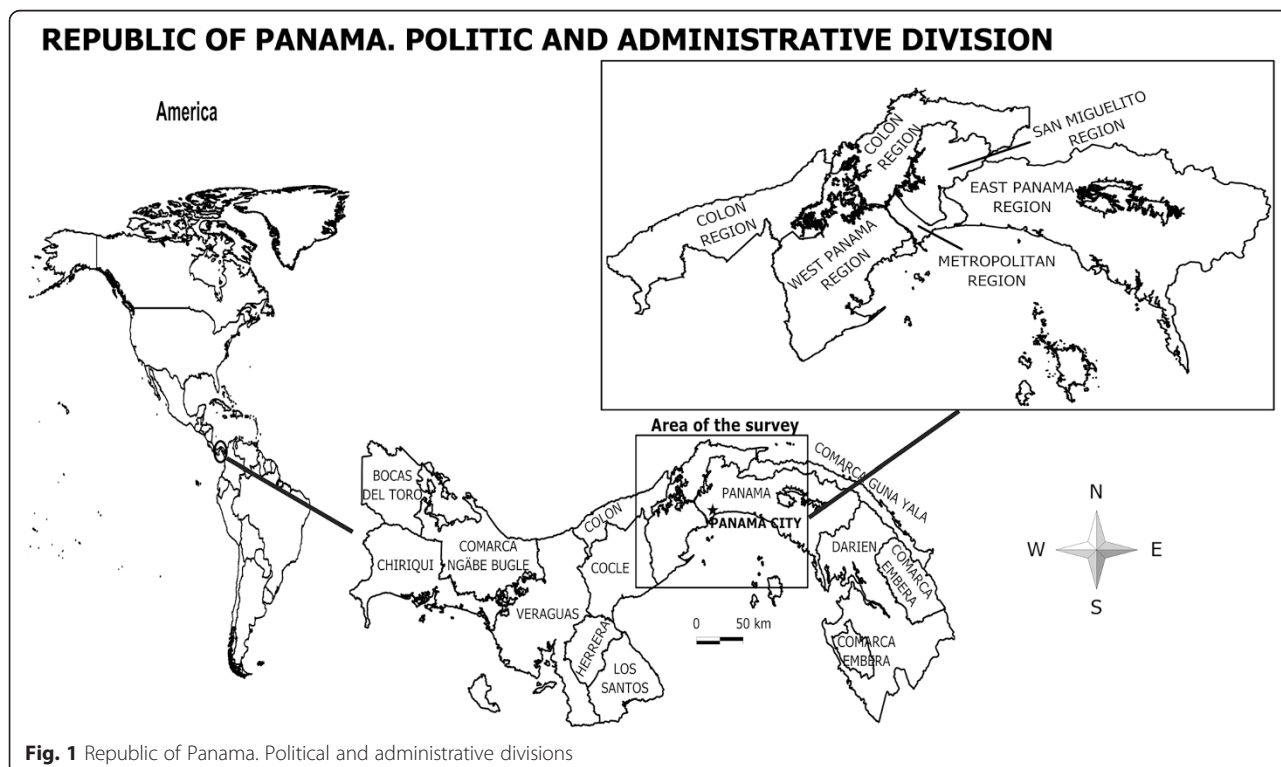 REPUBLIC OF PANAMA. POLITIC AND ADMINISTRATIVE DIVISION
America
COLON
REGION
SAN MIGUELITO
REGION
EAST PANAMA
REGION
COLON
REGION
WEST PANAMA
REGION
METROPOLITAN
REGION
Area of the survey
COMARCA GUNA YALA
BOCAS
DEL TORO
PANAMA
COLON
PANAMA CITY
N
W
E
S
CHIRIQUI
COMARCA
NGÄBE BUGLE
COCLE
DARIEN
COMARCA
EMBERA
VERAGUAS
0 50 km
HERRERA
COMARCA
EMBERA
LOS
SANTOS
Fig. 1 Republic of Panama. Political and administrative divisions